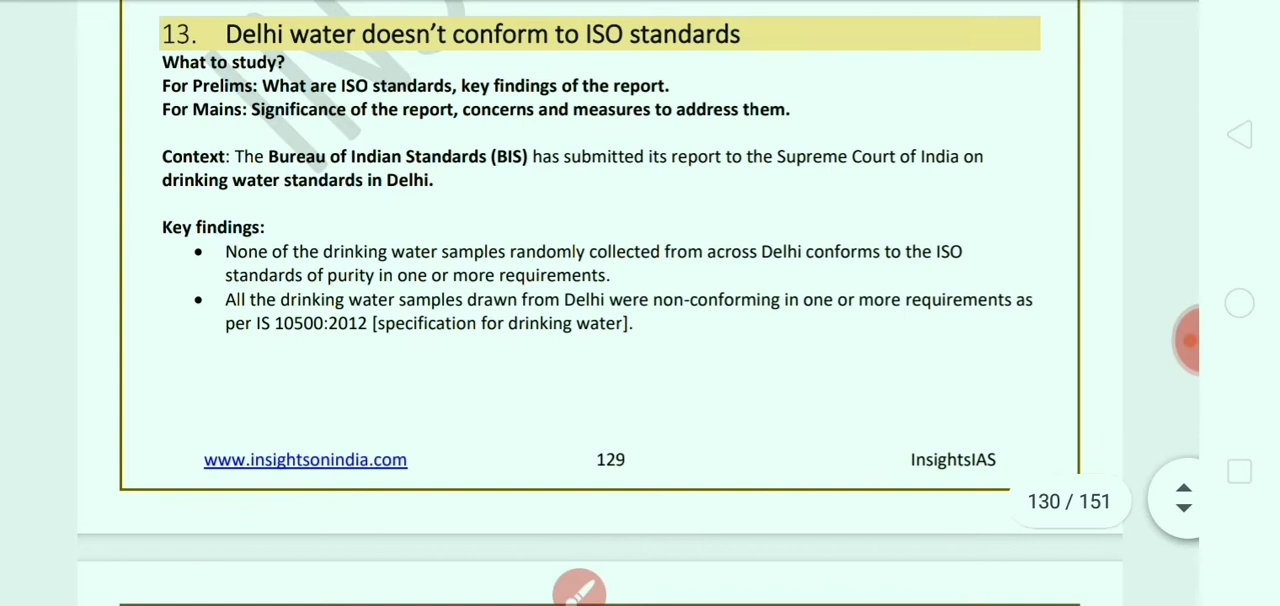 13. Delhi water doesn’t conform to ISO standards
What to study?
For Prelims: What are ISO standards, key findings of the report.
For Mains: Significance of the report, concerns and measures to address them.
Context: The Bureau of Indian Standards (BIS) has submitted its report to the Supreme Court of India on
drinking water standards in Delhi.
Key findings:
• None of the drinking water samples randomly collected from across Delhi conforms to the ISO
standards of purity in one or more requirements.
• All the drinking water samples drawn from Delhi were non-conforming in one or more requirements as
per IS 10500:2012 [specification for drinking water].
www.insightsonindia.com 129 InsightsIAS
130 / 151